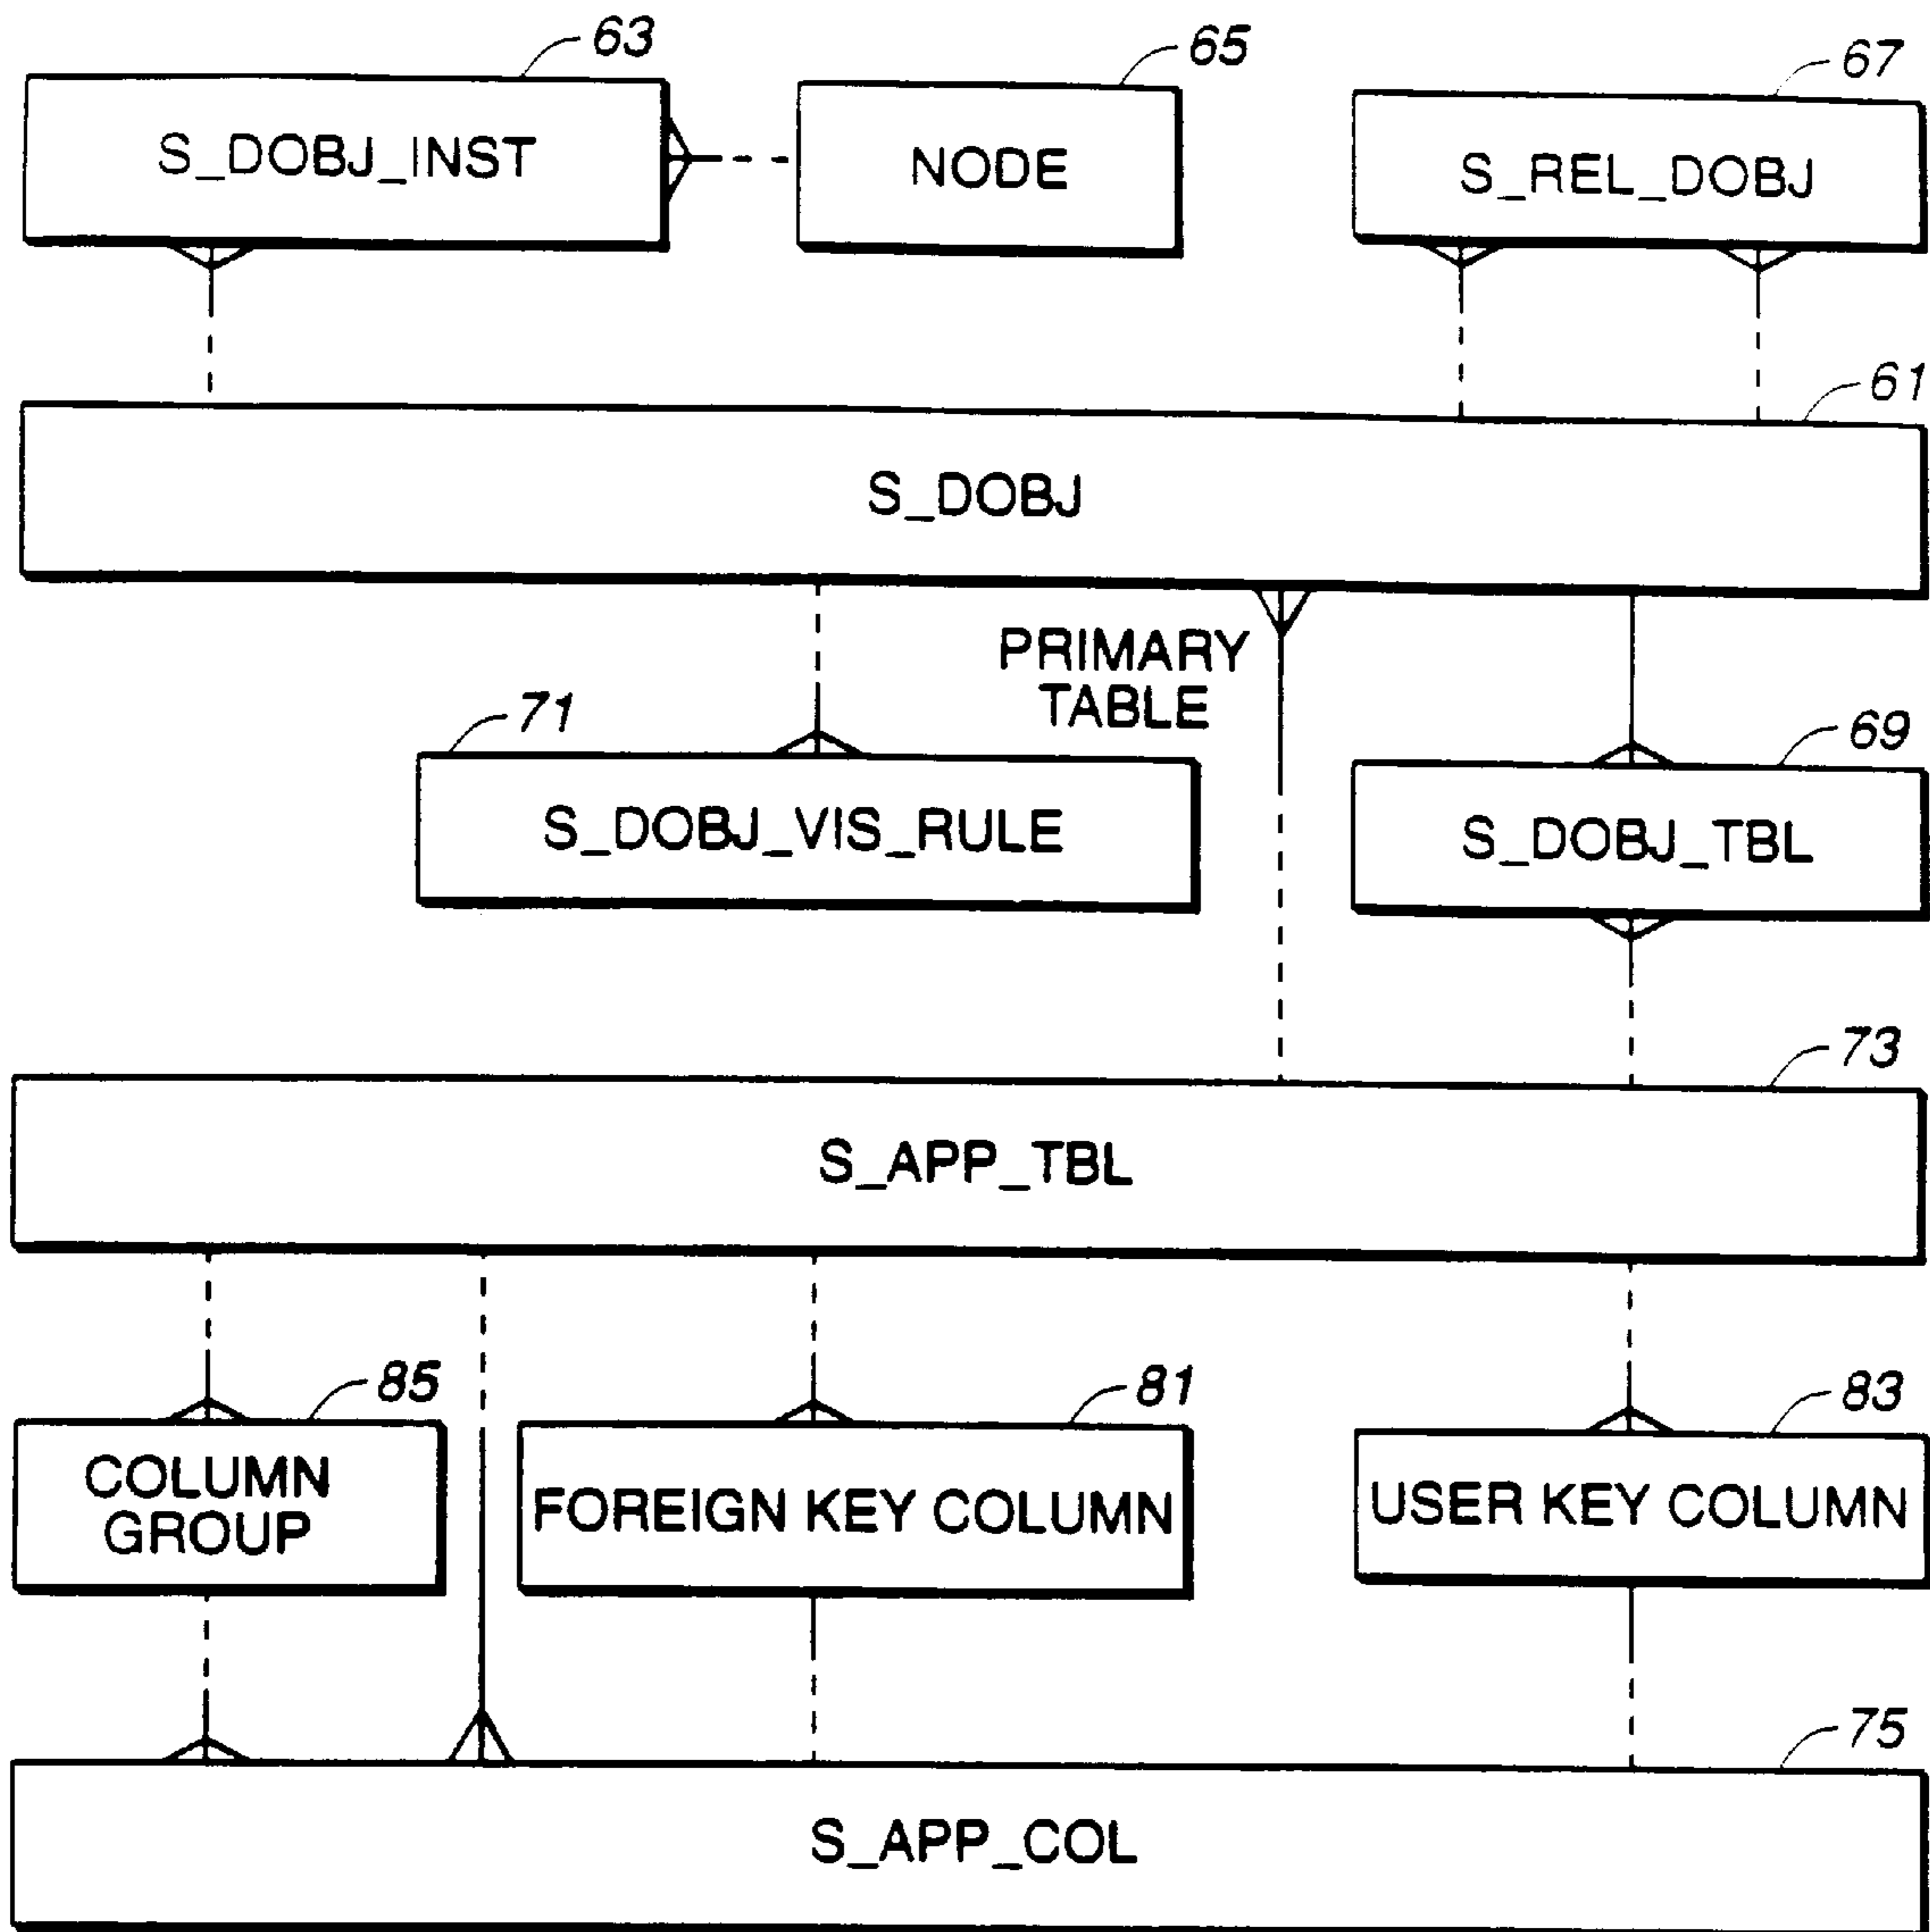 63
65
67
S_DOBJ_INST
NODE
S_REL_DOBJ
61
S_DOBJ
PRIMARY
TABLE
71
69
S_DOBJ_VIS_RULE
S_DOBJ_TBL
73
S_APP_TBL
85
81
83
COLUMN
GROUP
FOREIGN KEY COLUMN
USER KEY COLUMN
75
S_APP_COL